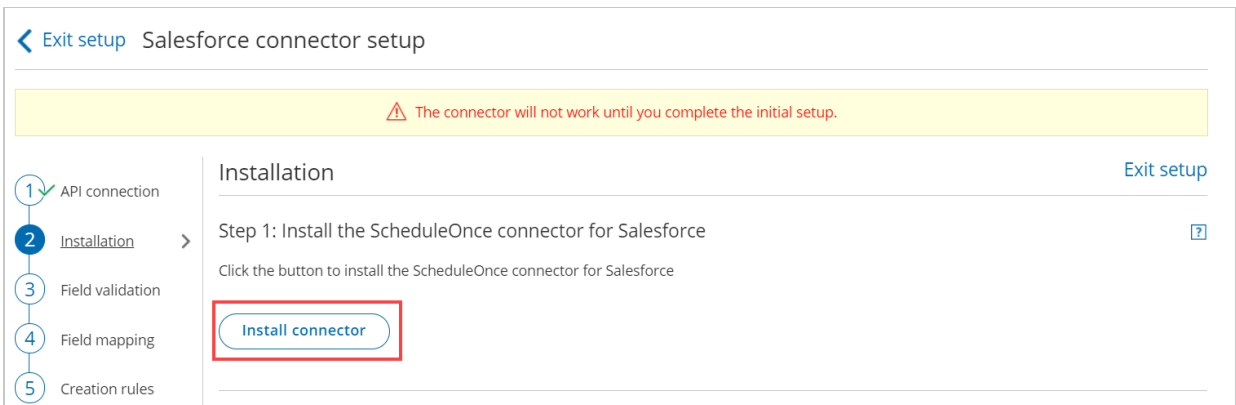 Exit setup Salesforce connector setup
The connector will not work until you complete the initial setup.
Installation Exit setup
1 API connection
2 Installation
Step 1: Install the ScheduleOnce connector for Salesforce ?
Click the button to install the ScheduleOnce connector for Salesforce
3 Field validation
Install connector
4 Field mapping
5 Creation rules